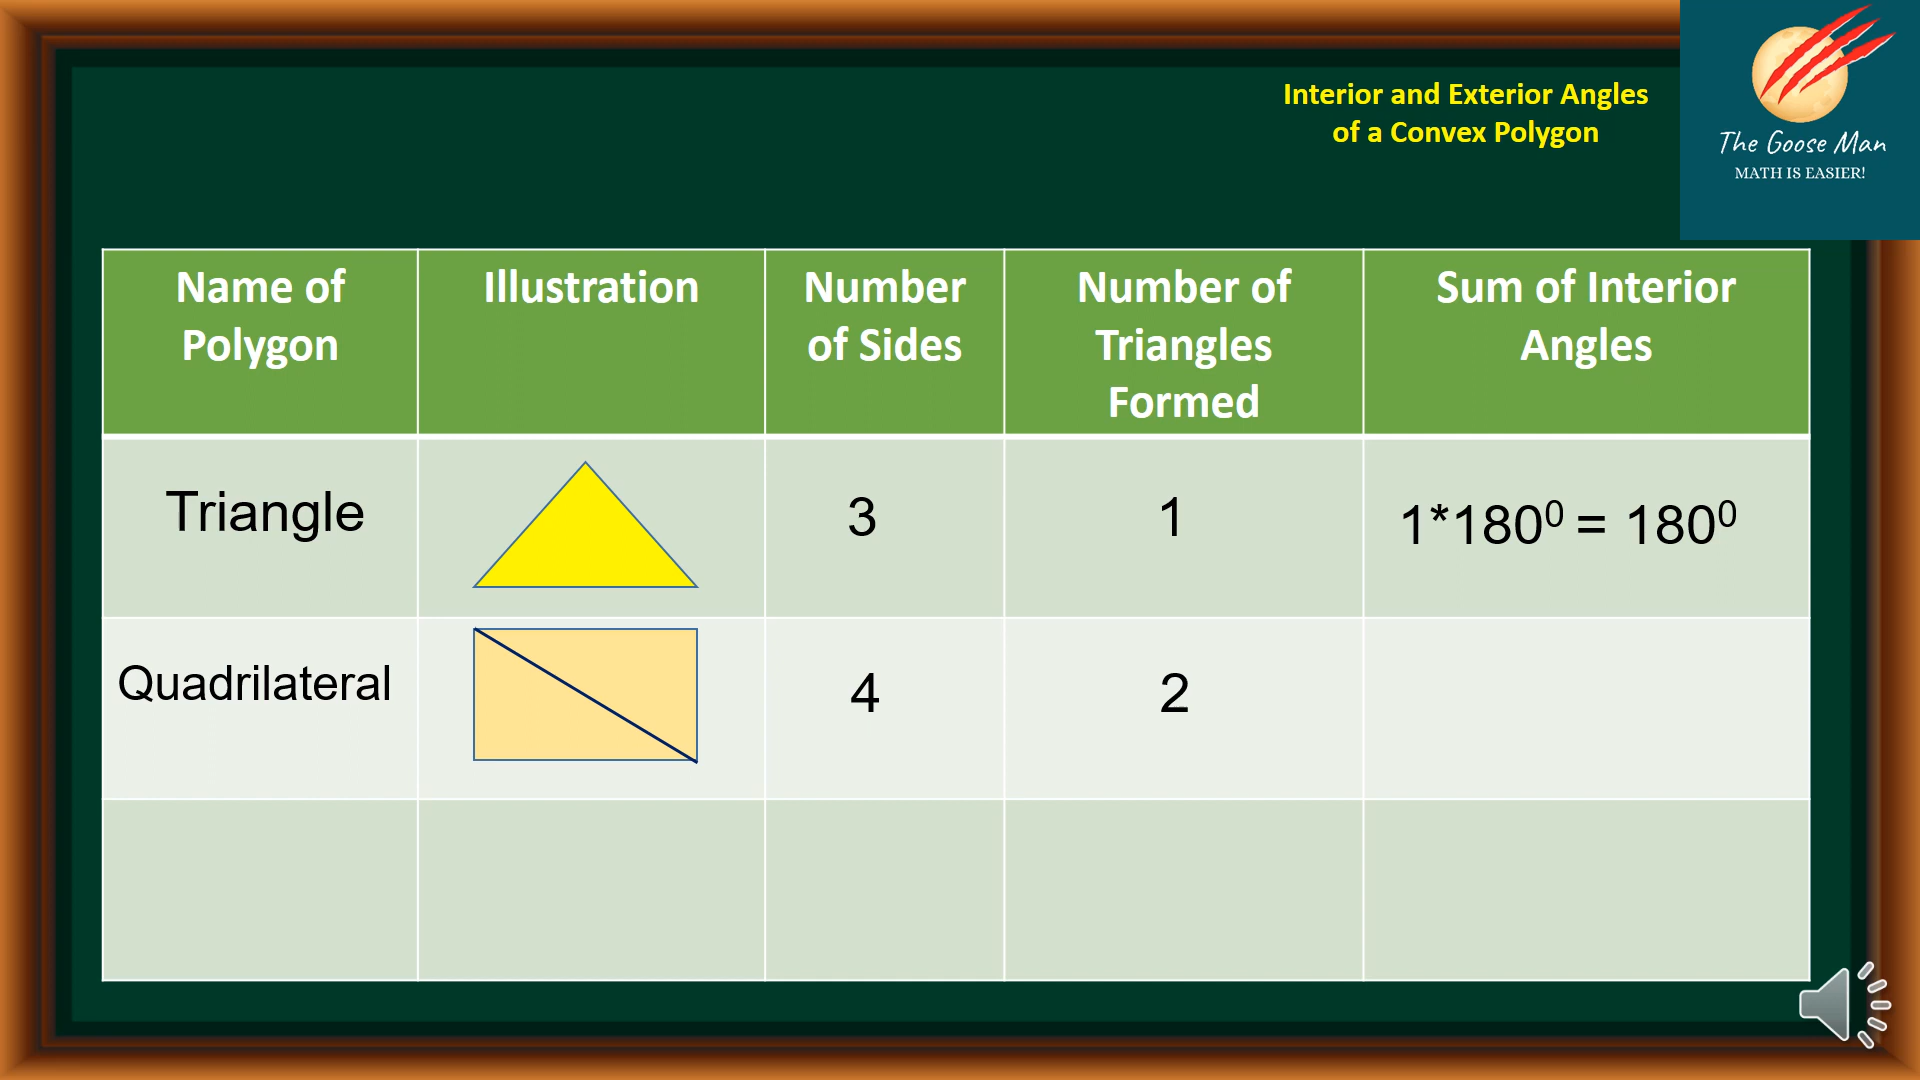 Interior and Exterior Angles
of a Convex Polygon
The Goose Man
MATH IS EASIER!
Name of
Polygon
Illustration
Number
of Sides
Number of
Triangles
Formed
Sum of Interior
Angles
Triangle
3
1
1*180⁰ = 180⁰
Quadrilateral
4
2